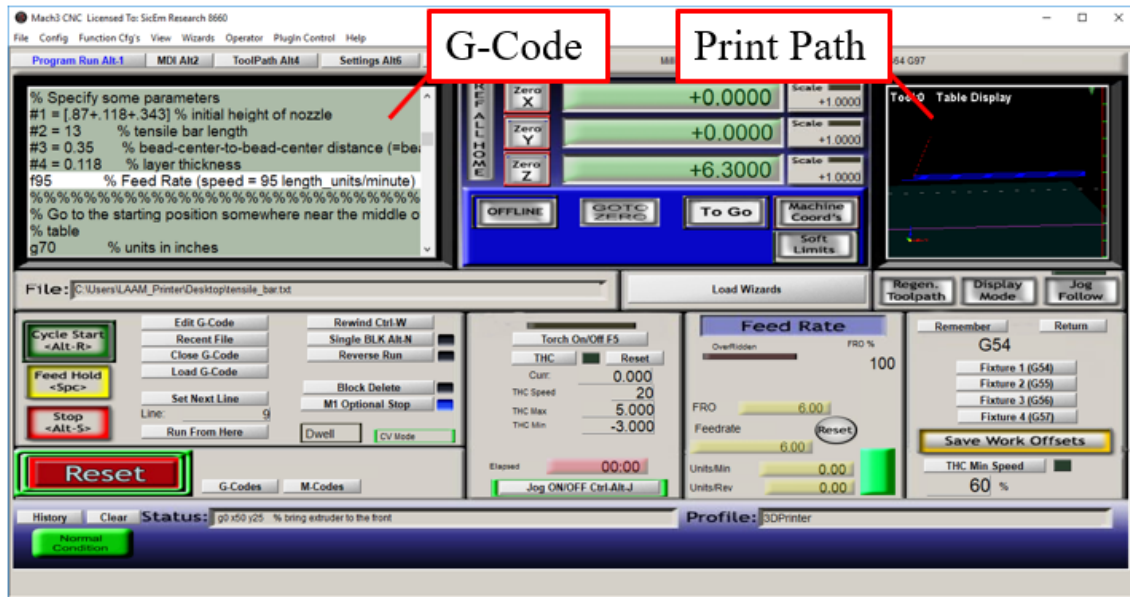 Mach3 CNC Licensed To: SicEm Research 8660
File Config Function Cfg's View Wizards Operator PlugIn Control Help
G-Code
Print Path
Program Run Alt-1 MDI Alt2 ToolPath Alt4 Settings Alt6
G97
% Specify some parameters
#1 = [.87+.118+.343] % initial height of nozzle
#2 = 13 % tensile bar length
#3 = 0.35 % bead-center-to-bead-center distance
#4 = 0.118 % layer thickness
f95 % Feed Rate (speed = 95 length_units/minute)
%%%%%%%%%%%%%%%%%%%%%%%%%%%%%
% Go to the starting position somewhere near the middle o
% table
g70 % units in inches
REF ALL HOME
Zero X +0.0000 Scale +1.0000
Zero Y +0.0000 Scale +1.0000
Zero Z +6.3000 Scale +1.0000
OFFLINE GOTO ZERO To Go Machine Coord's
Soft Limits
Tool:0 Table Display
File: C:\Users\LAAM_Printer\Desktop\tensile_bar.txt
Load Wizards
Regen. Toolpath Display Mode Jog Follow
Cycle Start <Alt-R>
Feed Hold <Spc>
Stop <Alt-S>
Edit G-Code
Recent File
Close G-Code
Load G-Code
Set Next Line
Line: 9
Run From Here
Rewind Ctrl-W
Single BLK Alt-N
Reverse Run
Block Delete
M1 Optional Stop
Dwell CV Mode
Reset
G-Codes M-Codes
Torch On/Off F5
THC Reset
Curr: 0.000
THC Speed 20
THC Max 5.000
THC Min -3.000
Elapsed 00:00
Jog ON/OFF Ctrl-Alt-J
Feed Rate
OverRidden FRO %
100
FRO 6.00
Feedrate Reset
6.00
Units/Min 0.00
Units/Rev 0.00
Remember Return
G54
Fixture 1 (G54)
Fixture 2 (G55)
Fixture 3 (G56)
Fixture 4 (G57)
Save Work Offsets
THC Min Speed
60 %
History Clear Status: g0 x50 y25 % bring extruder to the front
Profile: 3DPrinter
Normal Condition